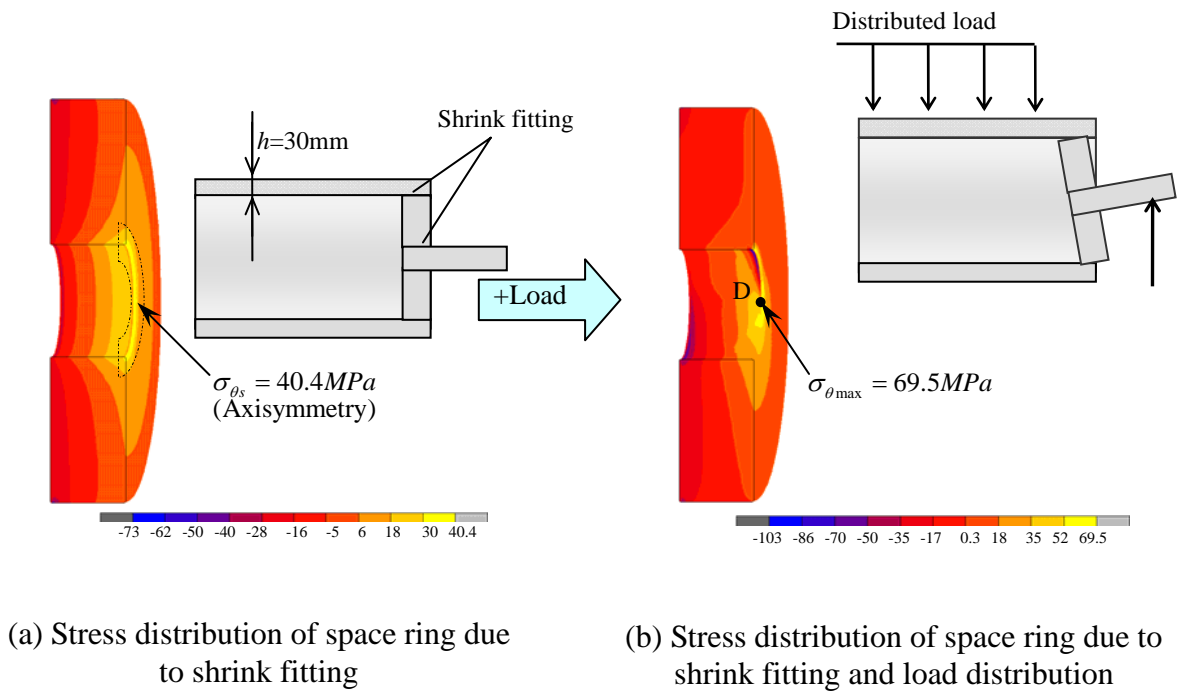 Distributed load
Shrink fitting
h=30mm
+Load
D
σθs = 40.4MPa
(Axisymmetry)
σθmax = 69.5MPa
-73 -62 -50 -40 -28 -16 -5 6 18 30 40.4
-103 -86 -70 -50 -35 -17 0.3 18 35 52 69.5
(a) Stress distribution of space ring due
to shrink fitting
(b) Stress distribution of space ring due to
shrink fitting and load distribution